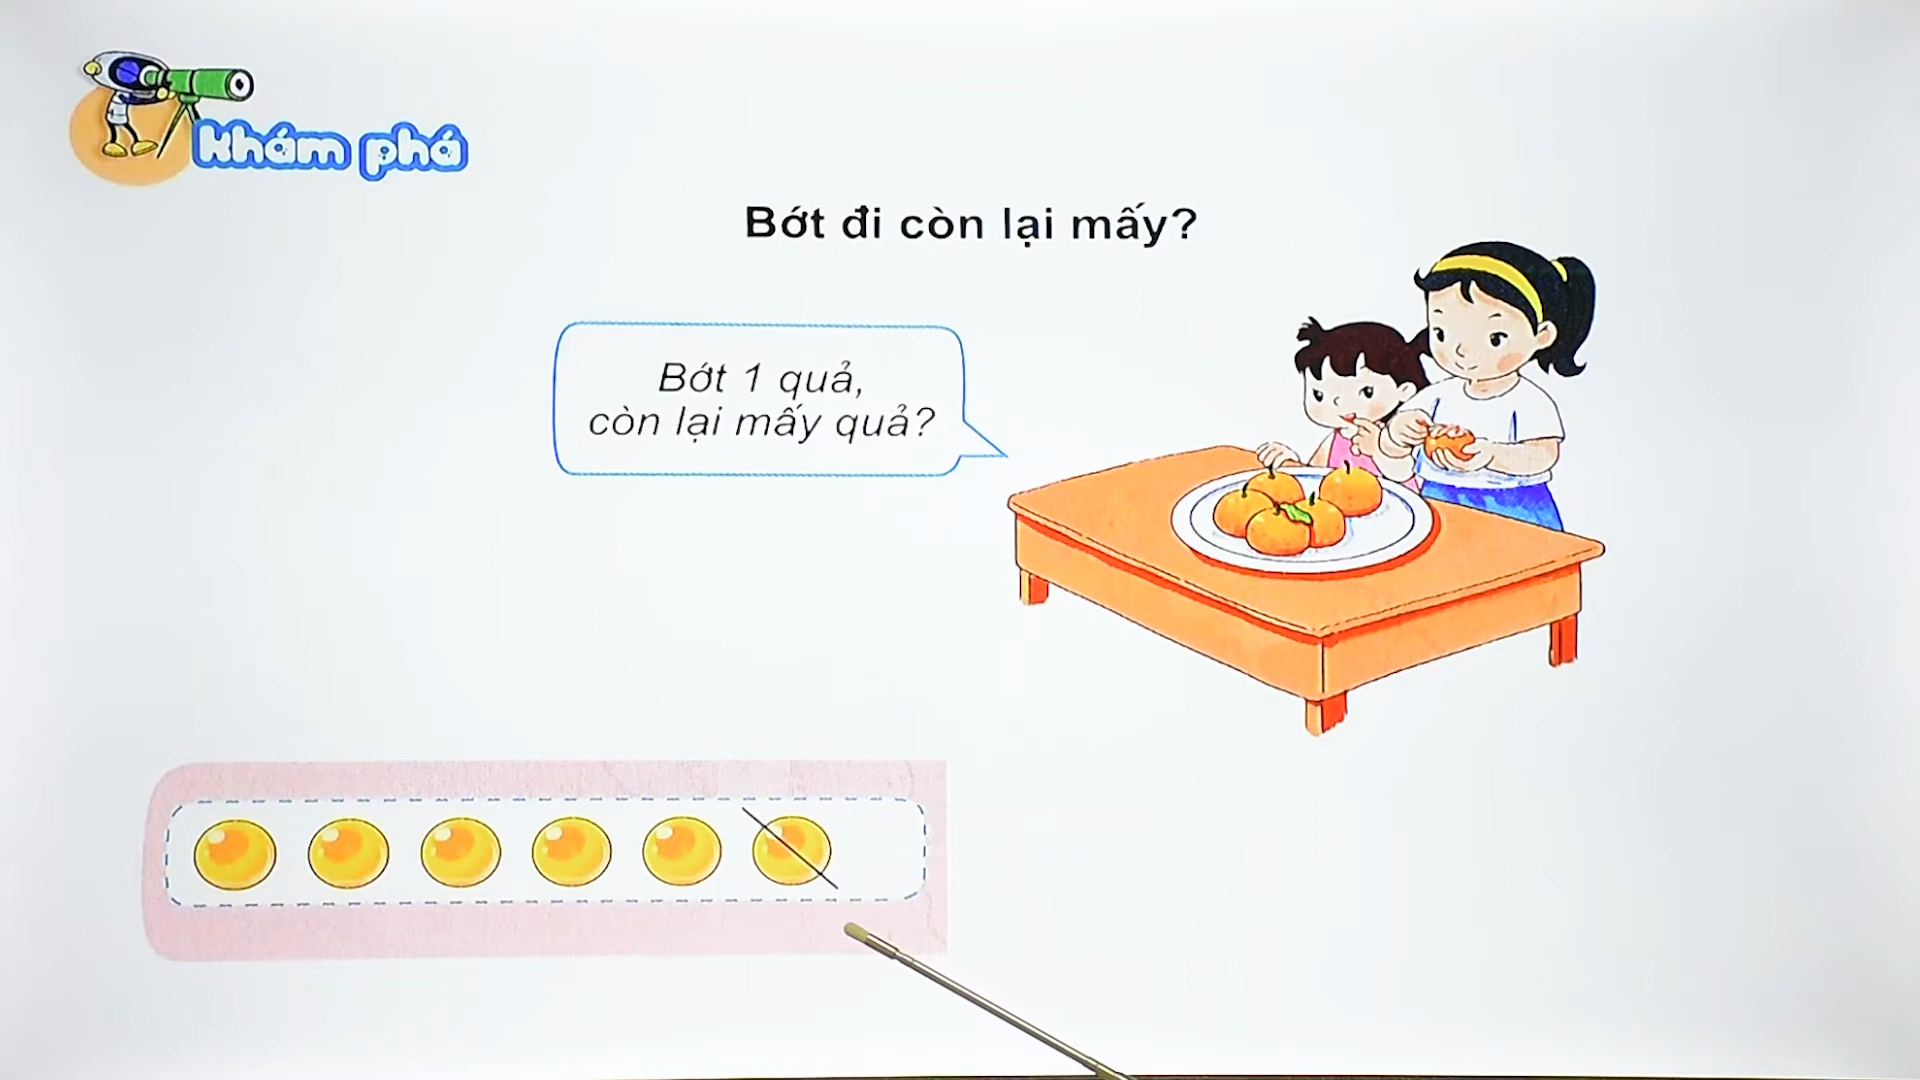 Khám phá
Bớt đi còn lại mấy?
Bớt 1 quả,
còn lại mấy quả?